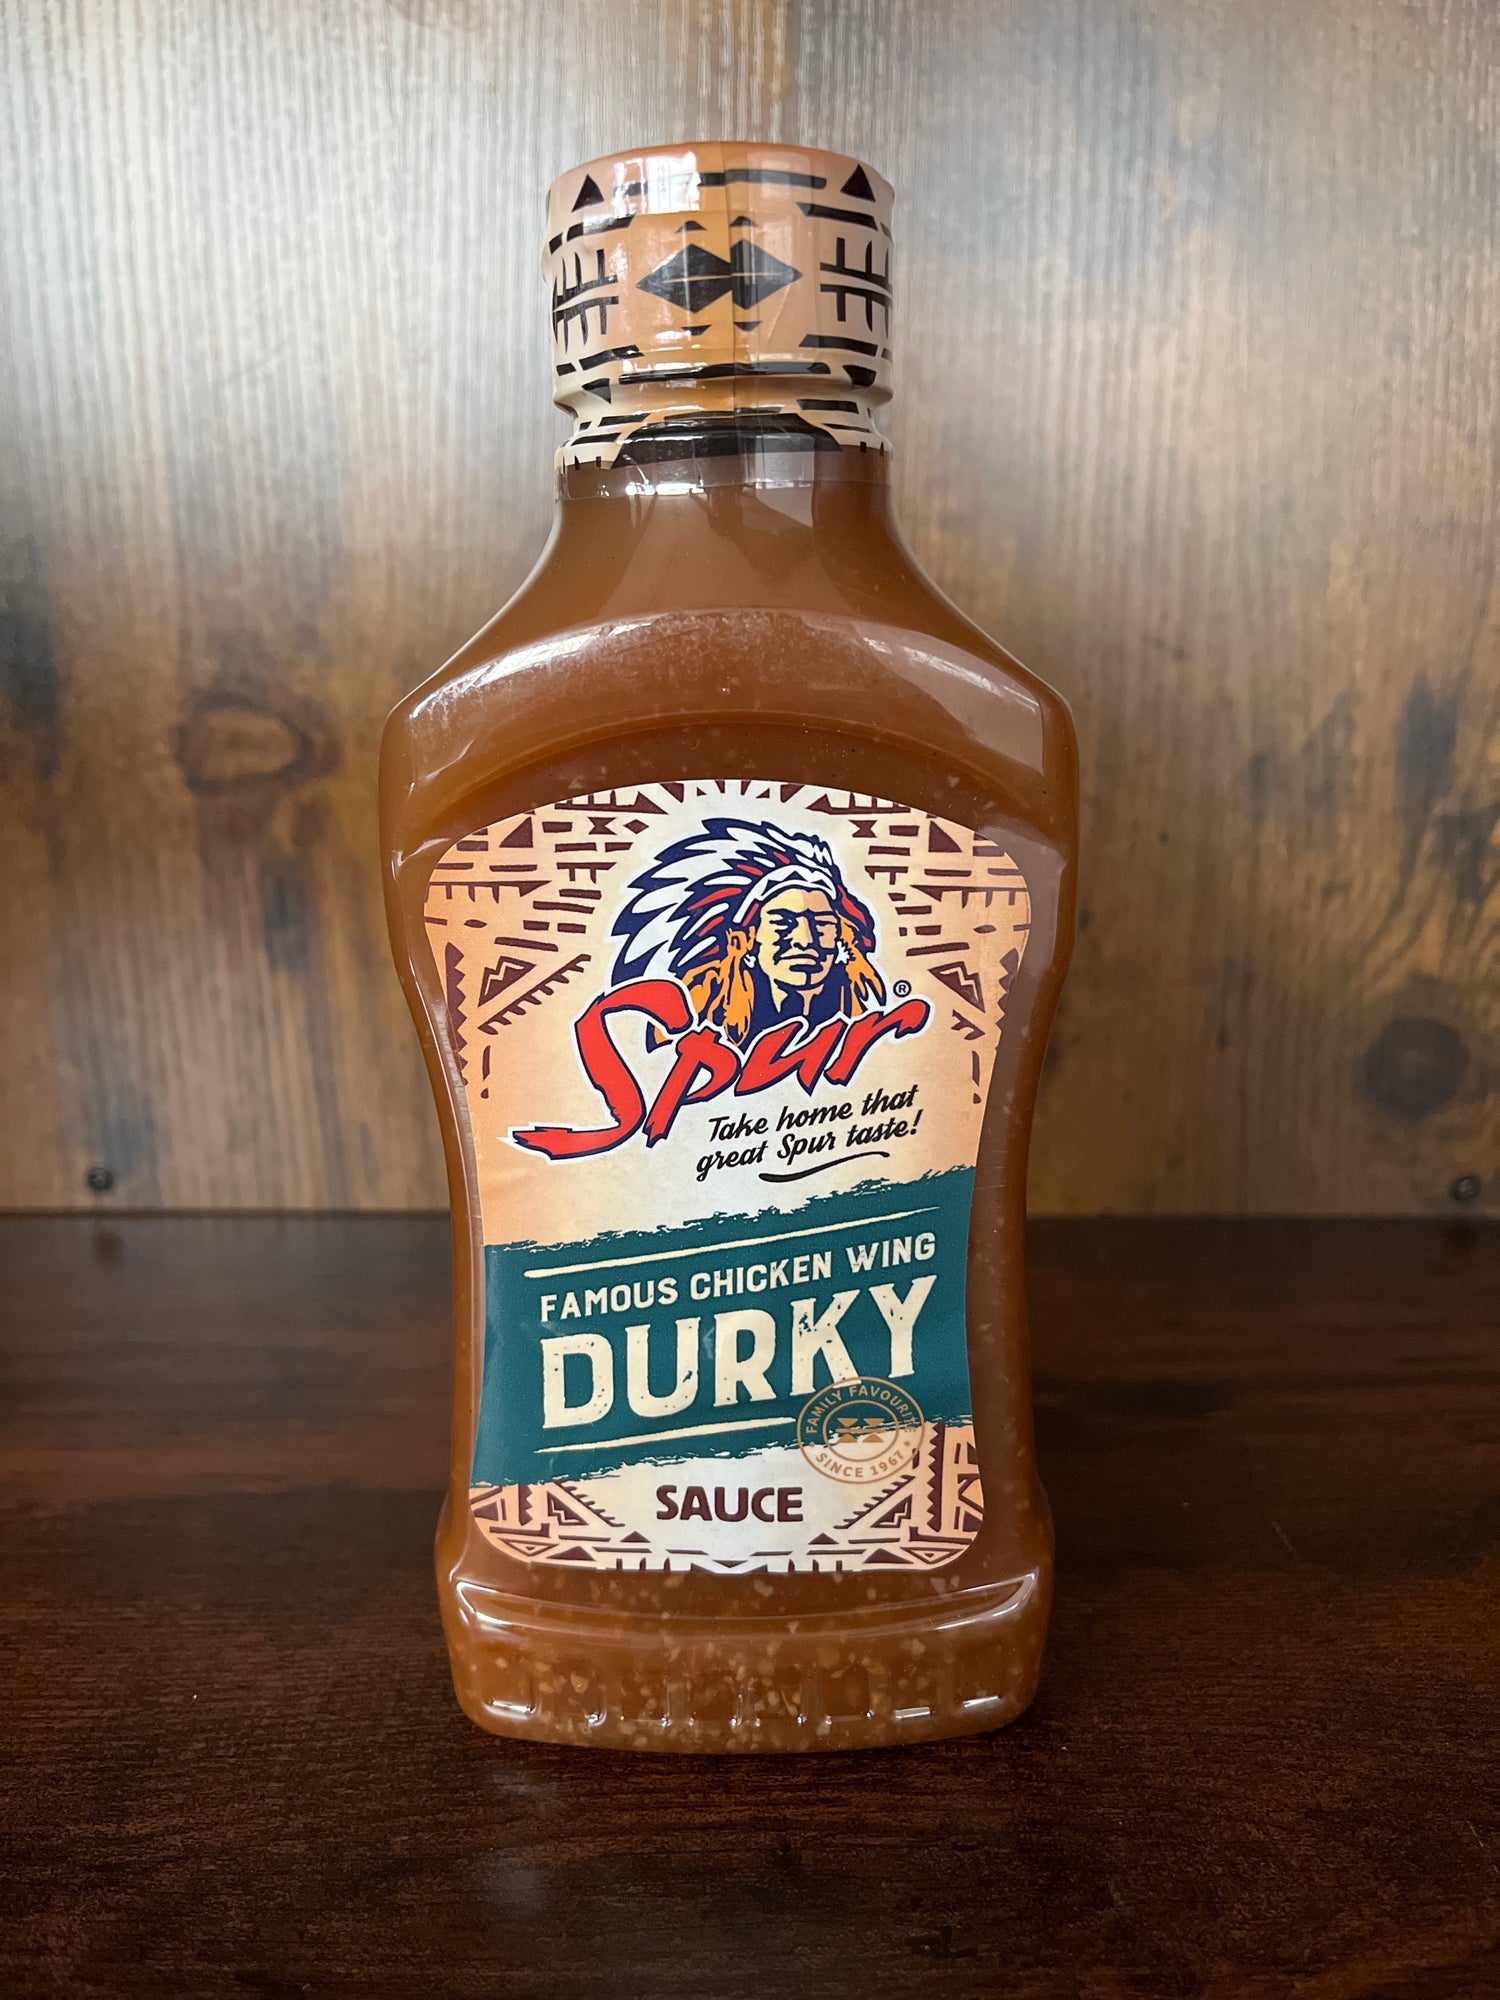 Spur®
Take home that
great Spur taste!
FAMOUS CHICKEN WING
DURKY
FAMILY FAVOURITE
SINCE 1967
SAUCE